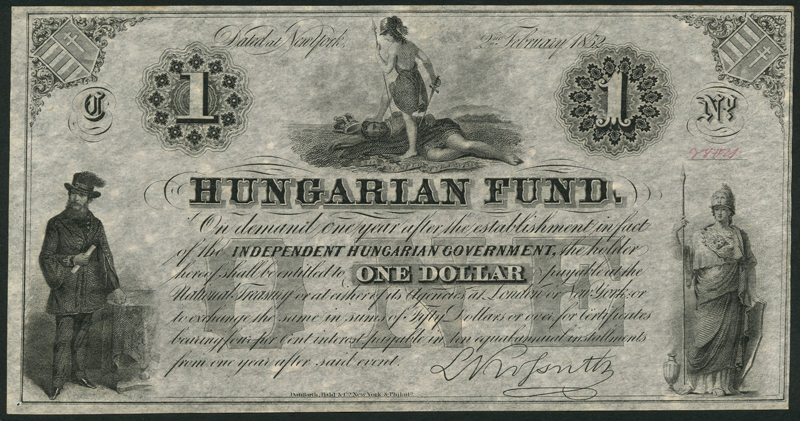 Dated at New York,
2nd February 1852
1
1
C
No.
HUNGARIAN FUND.
On demand one year after the establishment in fact
of the INDEPENDENT HUNGARIAN GOVERNMENT, the holder
hereof shall be entitled to ONE DOLLAR payable at the
National Treasury or at either of its Agencies at London or New York, or
to exchange the same in sums of Fifty Dollars or over, for certificates
bearing four per Cent interest payable in ten equal annual installments
from one year after said event.
L Kossuth
Danforth, Bald & Co. New York & Philada.